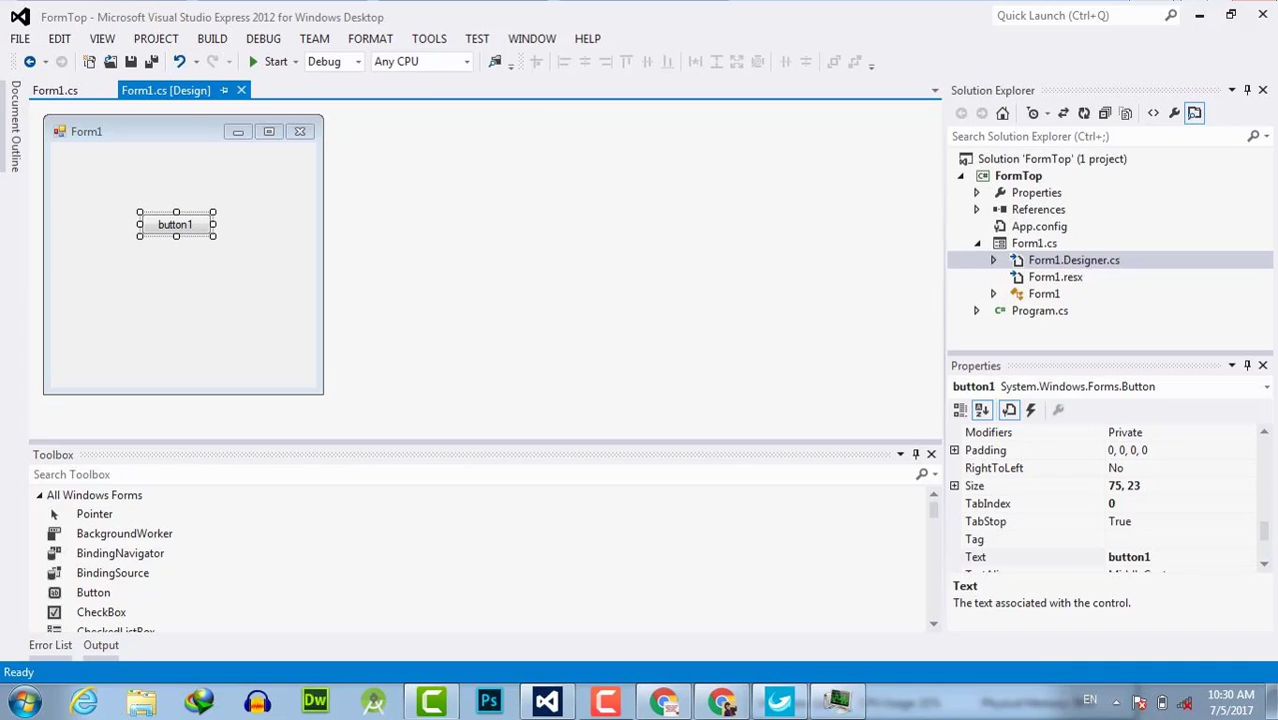 FormTop - Microsoft Visual Studio Express 2012 for Windows Desktop
Quick Launch (Ctrl+Q)
FILE EDIT VIEW PROJECT BUILD DEBUG TEAM FORMAT TOOLS TEST WINDOW HELP
Start Debug Any CPU
Document Outline
Form1.cs Form1.cs [Design]
Form1
button1
Solution Explorer
Search Solution Explorer (Ctrl+;)
Solution 'FormTop' (1 project)
FormTop
Properties
References
App.config
Form1.cs
Form1.Designer.cs
Form1.resx
Form1
Program.cs
Properties
button1 System.Windows.Forms.Button
Modifiers Private
Padding 0, 0, 0, 0
RightToLeft No
Size 75, 23
TabIndex 0
TabStop True
Tag
Text button1
Text
The text associated with the control.
Toolbox
Search Toolbox
All Windows Forms
Pointer
BackgroundWorker
BindingNavigator
BindingSource
Button
CheckBox
CheckedListBox
Error List Output
Ready
Dw
Ps
EN
10:30 AM
7/5/2017